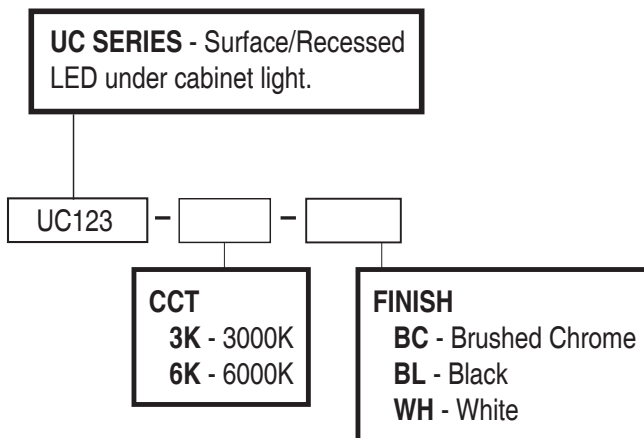 UC SERIES - Surface/Recessed
LED under cabinet light.
UC123 - -
CCT
3K - 3000K
6K - 6000K
FINISH
BC - Brushed Chrome
BL - Black
WH - White